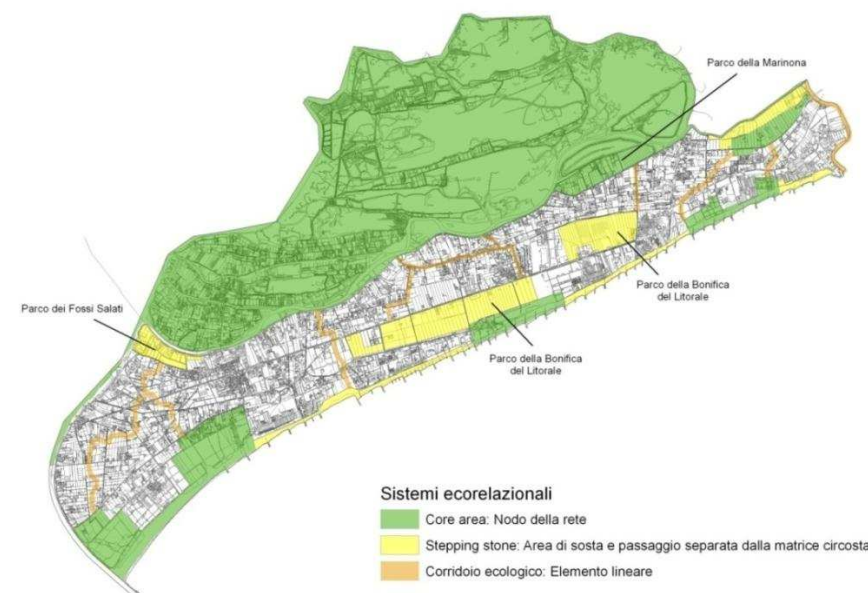 Parco della Marinona
Parco dei Fossi Salati
Parco della Bonifica
del Litorale
Parco della Bonifica
del Litorale
Sistemi ecorelazionali
Core area: Nodo della rete
Stepping stone: Area di sosta e passaggio separata dalla matrice circosta
Corridoio ecologico: Elemento lineare